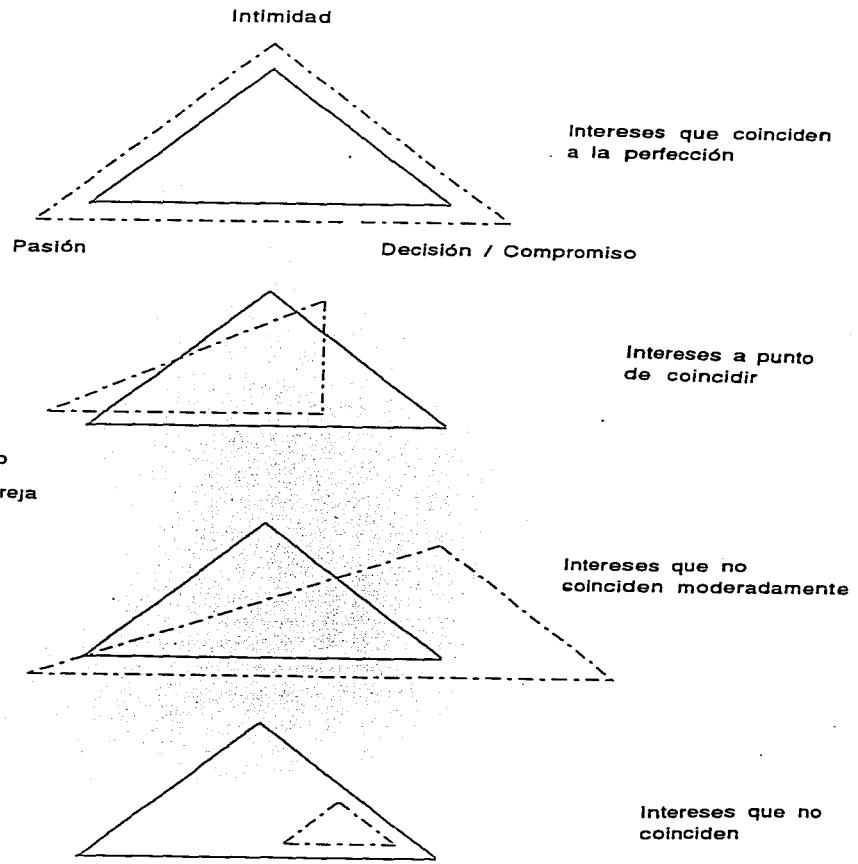 Intimidad
Intereses que coinciden
a la perfección
Pasión
Decisión / Compromiso
Intereses a punto
de coincidir
Intereses que no
coinciden moderadamente
Intereses que no
coinciden